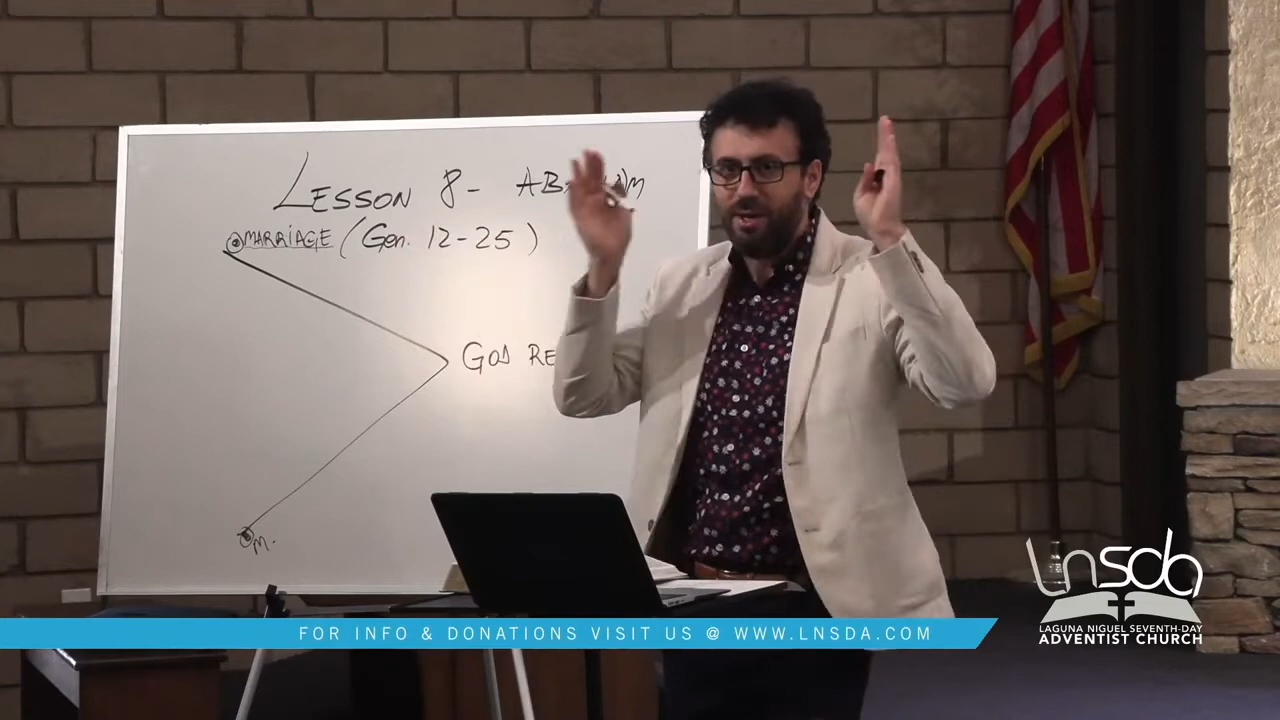 LESSON 8-
MARRIAGE (Gen. 12-25)
GOD RE
m.
FOR INFO & DONATIONS VISIT US @ WWW.LNSDA.COM
lnsda
LAGUNA NIGUEL SEVENTH-DAY
ADVENTIST CHURCH